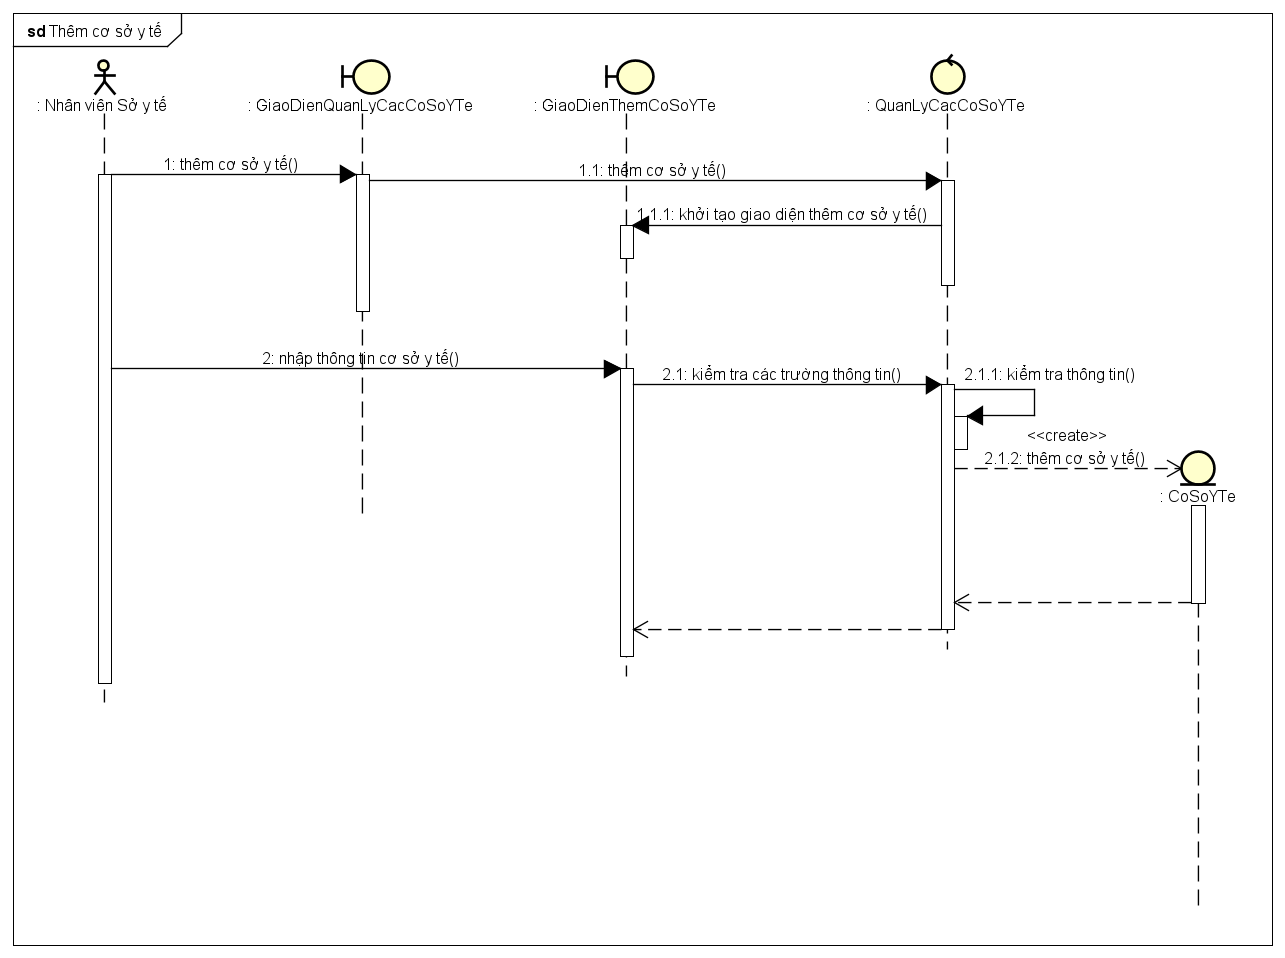 sd Thêm cơ sở y tế
: Nhân viên Sở y tế
: GiaoDienQuanLyCacCoSoYTe
: GiaoDienThemCoSoYTe
: QuanLyCacCoSoYTe
1: thêm cơ sở y tế()
1.1: thêm cơ sở y tế()
1.1.1: khởi tạo giao diện thêm cơ sở y tế()
2: nhập thông tin cơ sở y tế()
2.1: kiểm tra các trường thông tin()
2.1.1: kiểm tra thông tin()
<<create>>
2.1.2: thêm cơ sở y tế()
: CoSoYTe